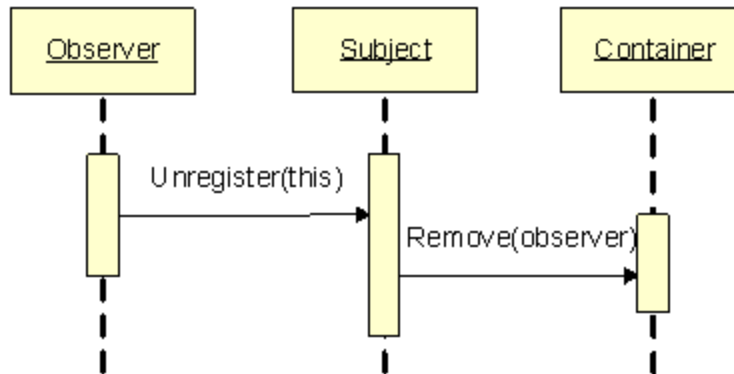 Observer
Subject
Container
Unregister(this)
Remove(observer)